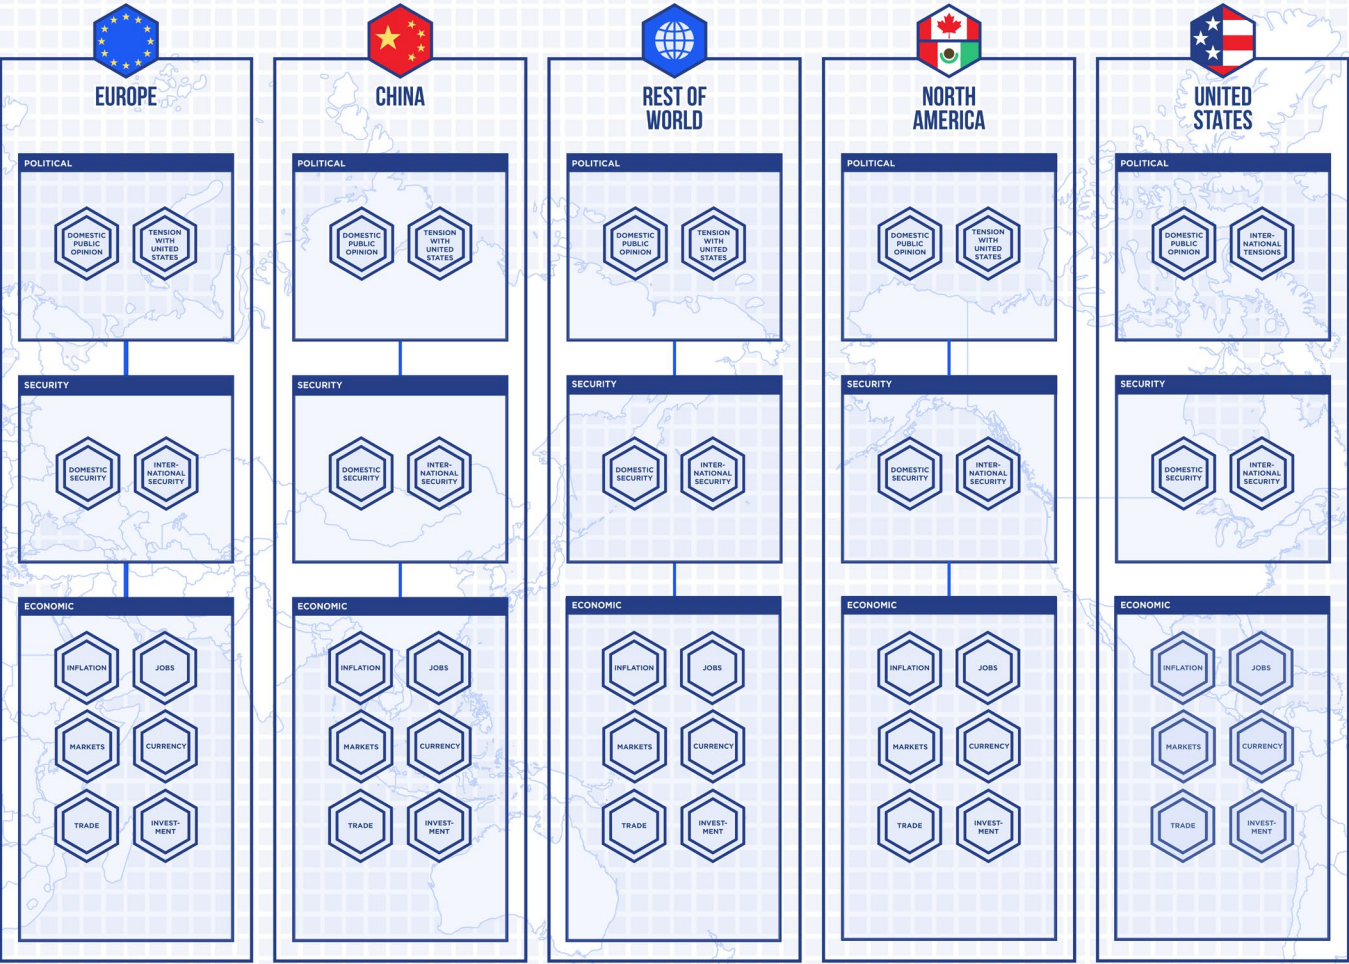 EUROPE
POLITICAL
DOMESTIC
PUBLIC
OPINION
TENSION
WITH
UNITED
STATES
SECURITY
DOMESTIC
SECURITY
INTER-
NATIONAL
SECURITY
ECONOMIC
INFLATION
JOBS
MARKETS
CURRENCY
TRADE
INVEST-
MENT
CHINA
POLITICAL
DOMESTIC
PUBLIC
OPINION
TENSION
WITH
UNITED
STATES
SECURITY
DOMESTIC
SECURITY
INTER-
NATIONAL
SECURITY
ECONOMIC
INFLATION
JOBS
MARKETS
CURRENCY
TRADE
INVEST-
MENT
REST OF
WORLD
POLITICAL
DOMESTIC
PUBLIC
OPINION
TENSION
WITH
UNITED
STATES
SECURITY
DOMESTIC
SECURITY
INTER-
NATIONAL
SECURITY
ECONOMIC
INFLATION
JOBS
MARKETS
CURRENCY
TRADE
INVEST-
MENT
NORTH
AMERICA
POLITICAL
DOMESTIC
PUBLIC
OPINION
TENSION
WITH
UNITED
STATES
SECURITY
DOMESTIC
SECURITY
INTER-
NATIONAL
SECURITY
ECONOMIC
INFLATION
JOBS
MARKETS
CURRENCY
TRADE
INVEST-
MENT
UNITED
STATES
POLITICAL
DOMESTIC
PUBLIC
OPINION
INTER-
NATIONAL
TENSIONS
SECURITY
DOMESTIC
SECURITY
INTER-
NATIONAL
SECURITY
ECONOMIC
INFLATION
JOBS
MARKETS
CURRENCY
TRADE
INVEST-
MENT